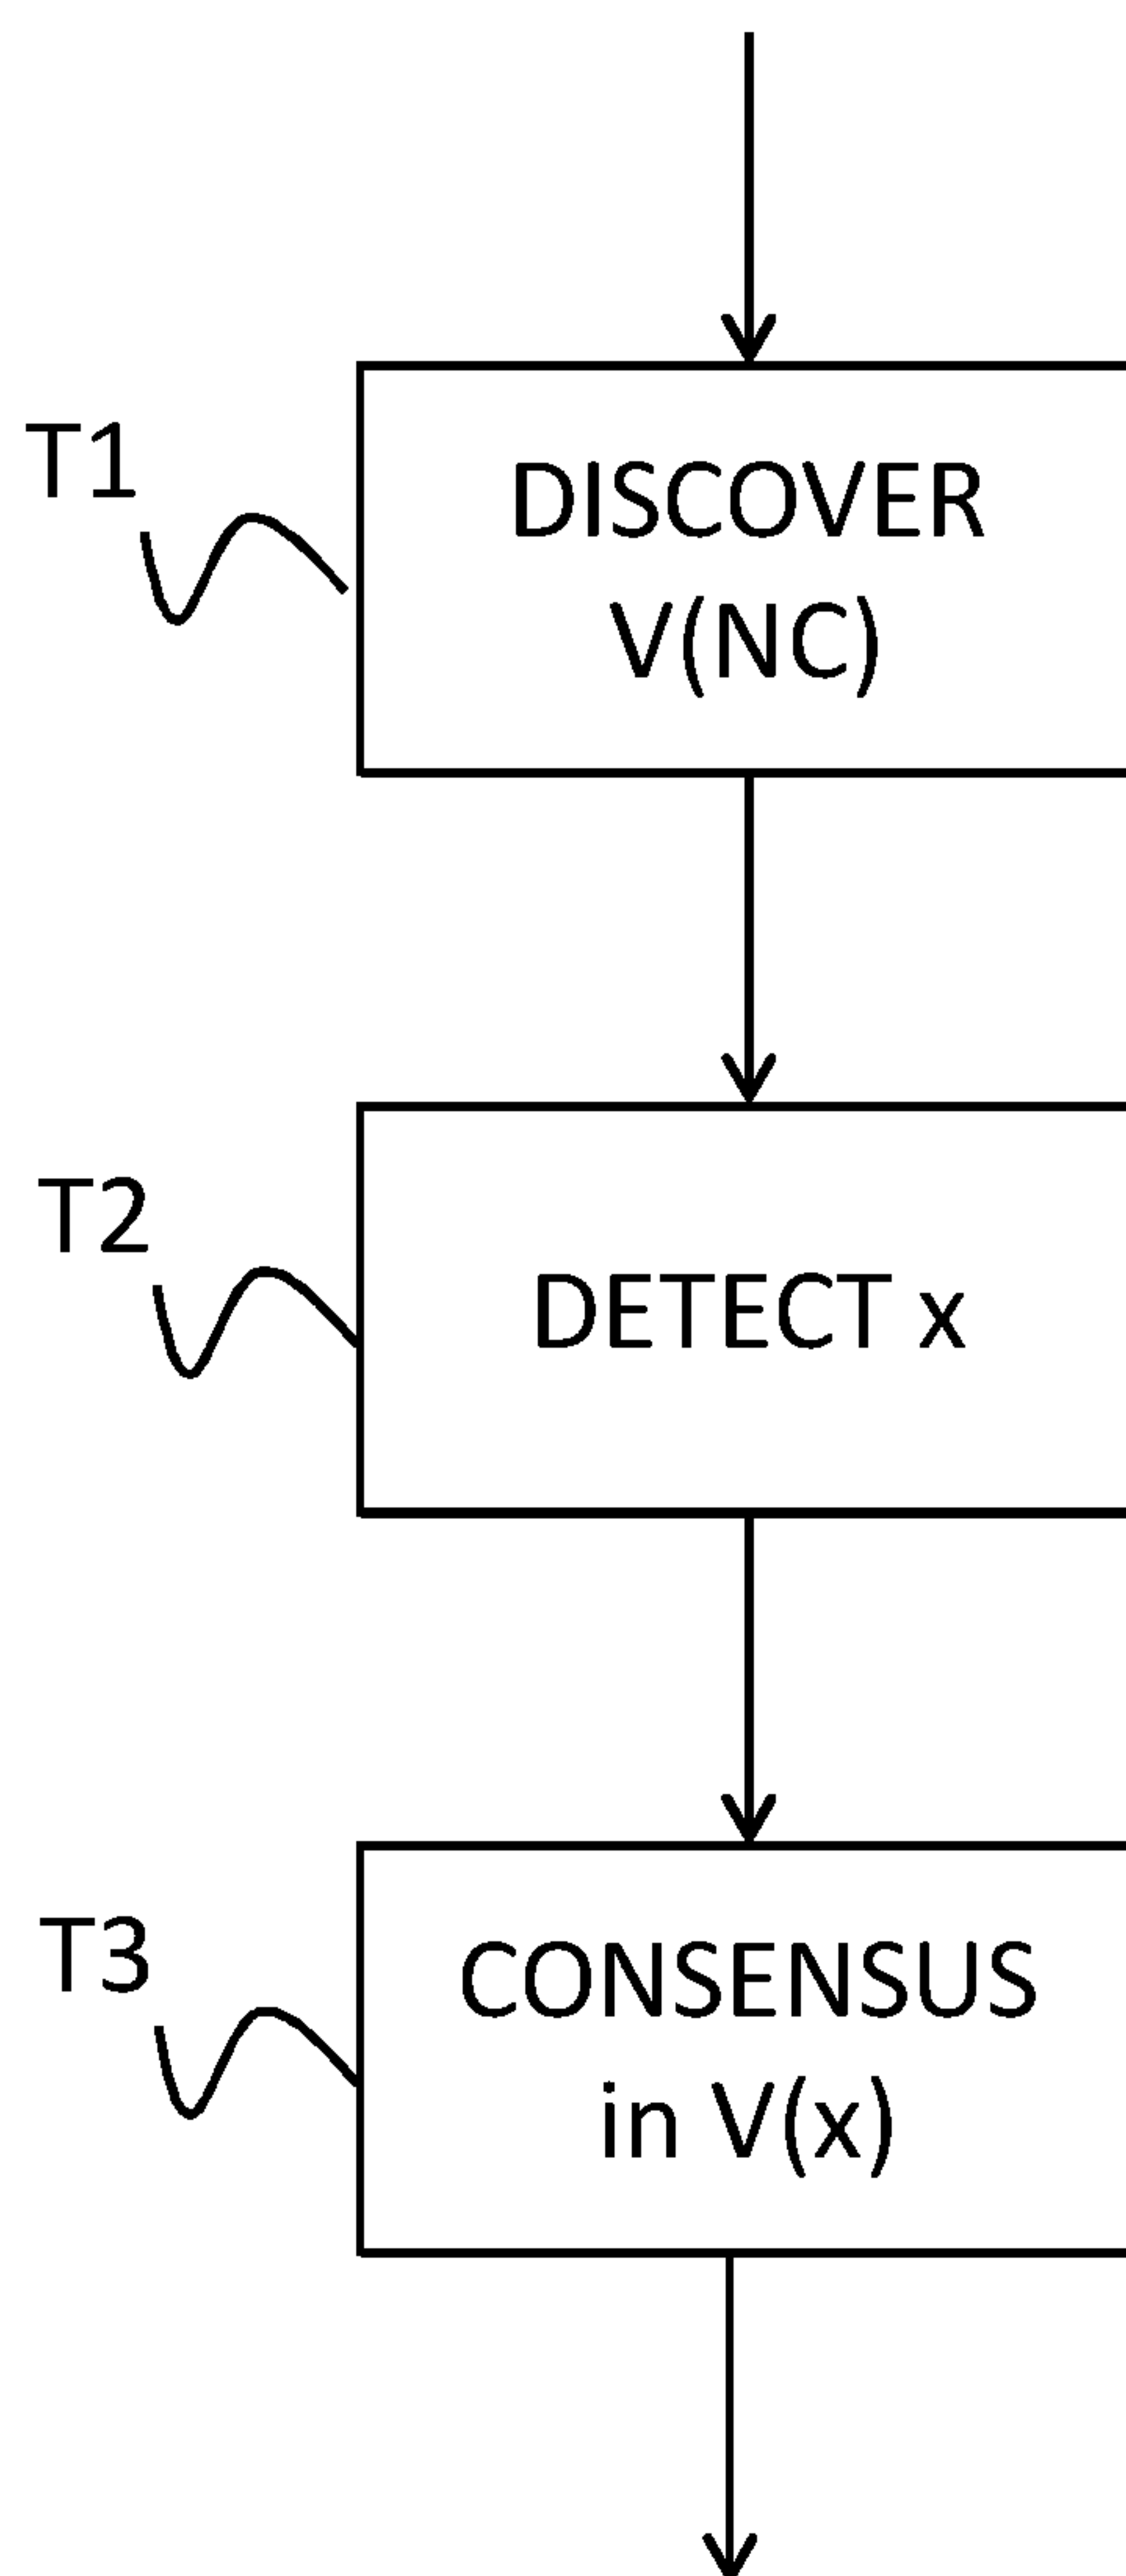 T1
DISCOVER
V(NC)
T2
DETECT x
T3
CONSENSUS
in V(x)